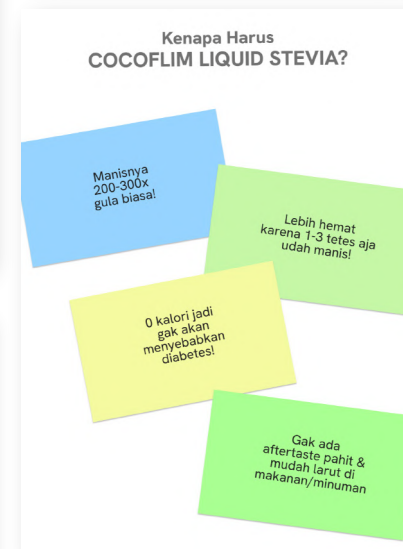 Kenapa Harus
COCOFLIM LIQUID STEVIA?
Manisnya
200-300x
gula biasa!
Lebih hemat
karena 1-3 tetes aja
udah manis!
0 kalori jadi
gak akan
menyebabkan
diabetes!
Gak ada
aftertaste pahit &
mudah larut di
makanan/minuman